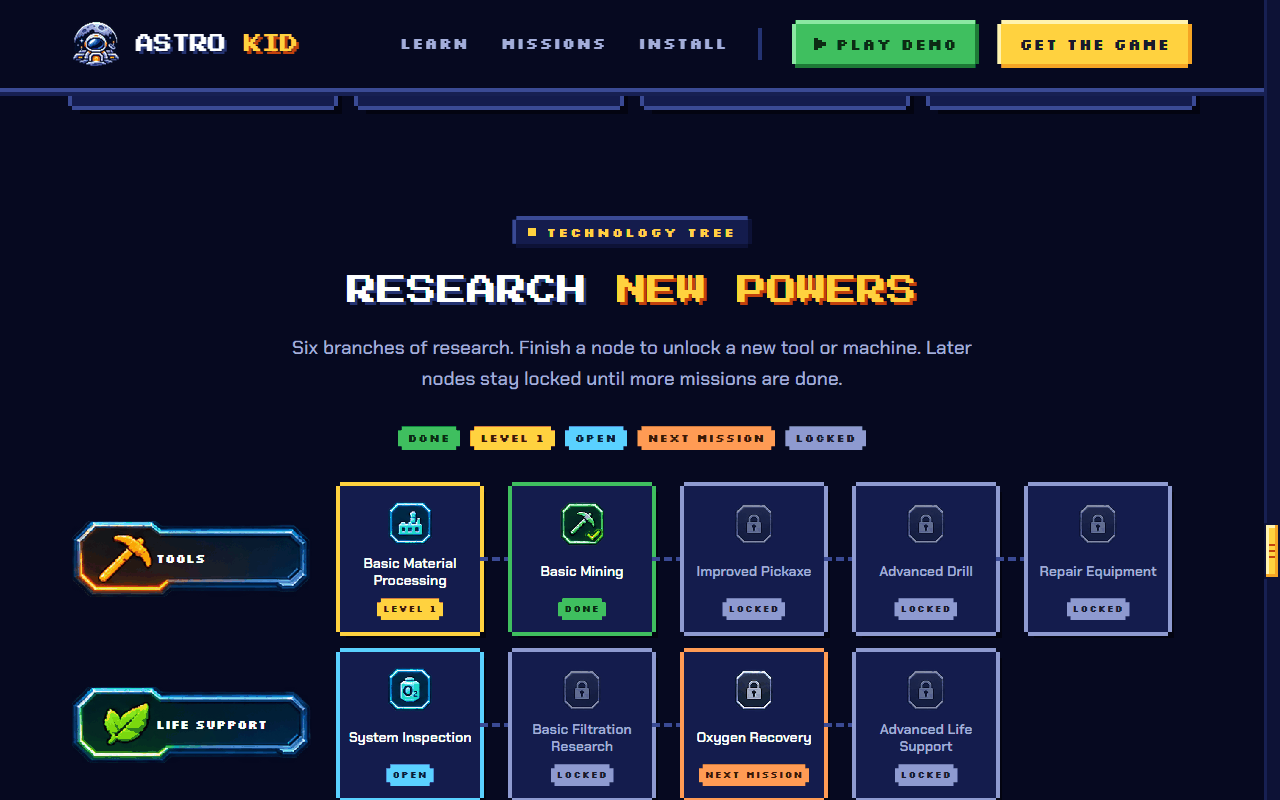 ASTRO KID
LEARN
MISSIONS
INSTALL
PLAY DEMO
GET THE GAME
TECHNOLOGY TREE
RESEARCH NEW POWERS
Six branches of research. Finish a node to unlock a new tool or machine. Later
nodes stay locked until more missions are done.
DONE
LEVEL 1
OPEN
NEXT MISSION
LOCKED
TOOLS
Basic Material
Processing
LEVEL 1
Basic Mining
DONE
Improved Pickaxe
LOCKED
Advanced Drill
LOCKED
Repair Equipment
LOCKED
LIFE SUPPORT
O2
System Inspection
OPEN
Basic Filtration
Research
LOCKED
Oxygen Recovery
NEXT MISSION
Advanced Life
Support
LOCKED